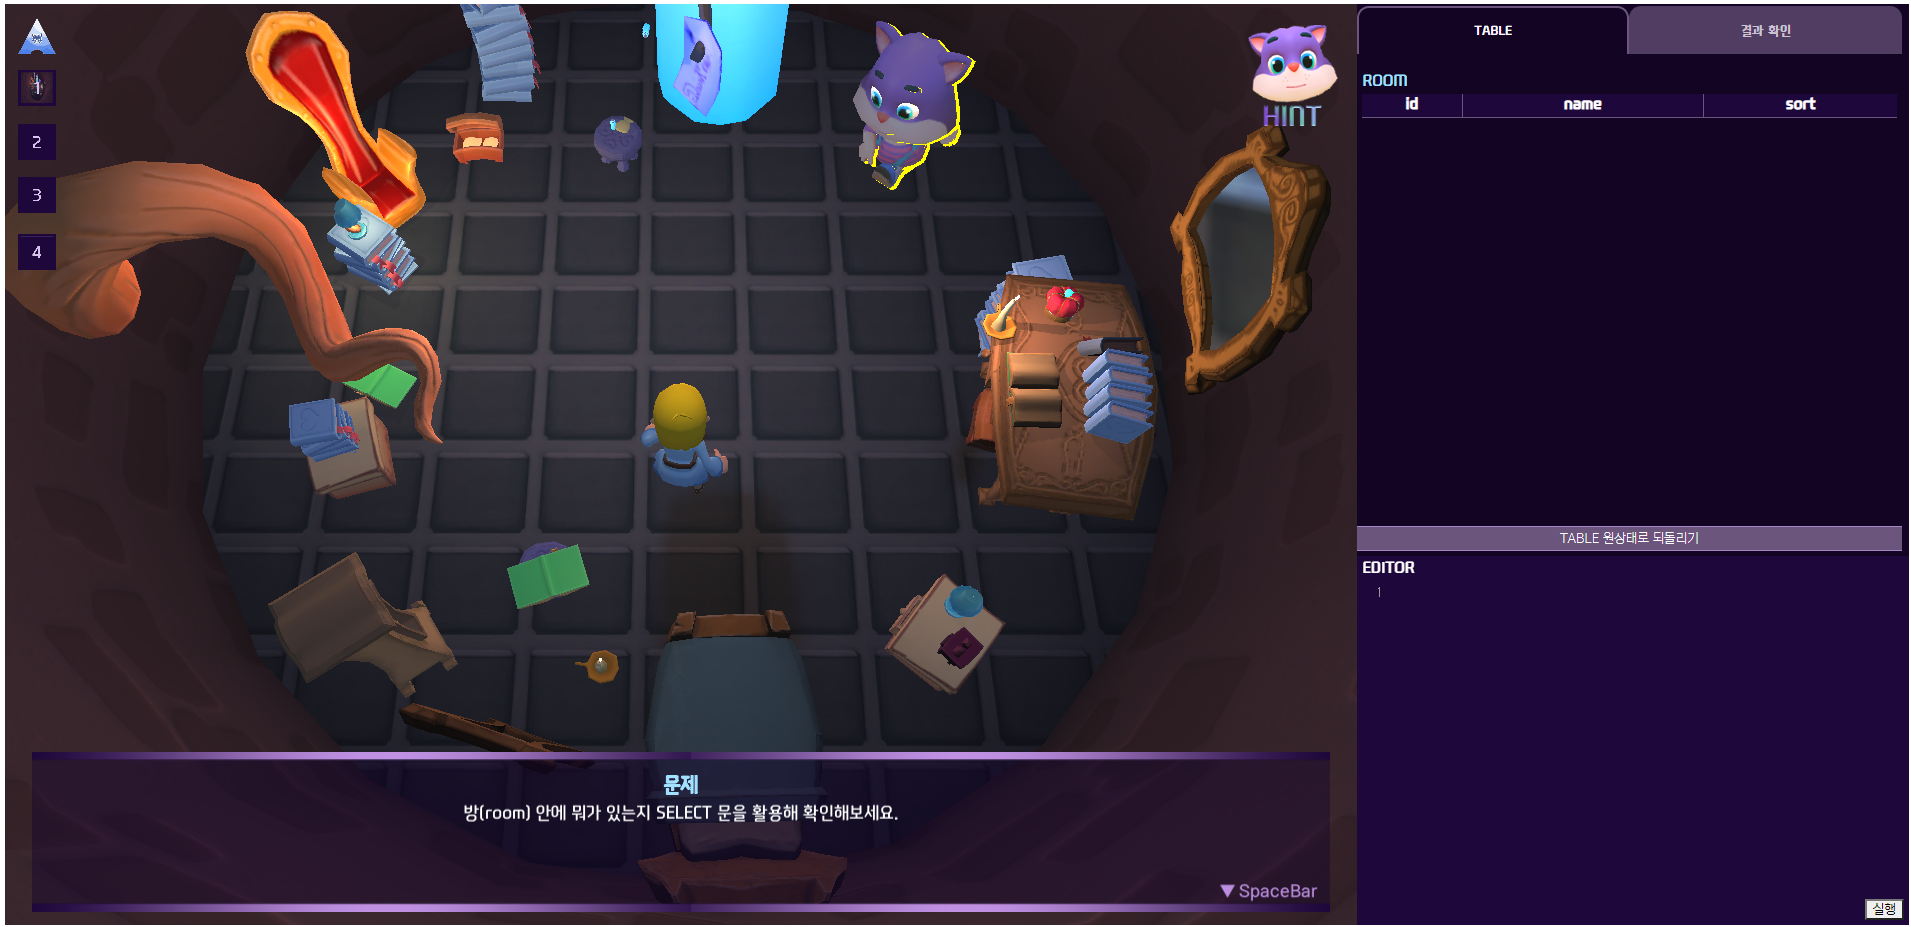 2
3
4
HINT
문제
방(room) 안에 뭐가 있는지 SELECT 문을 활용해 확인해보세요.
▼ SpaceBar
TABLE
결과 확인
ROOM
id name sort
TABLE 원상태로 되돌리기
EDITOR
1
실행